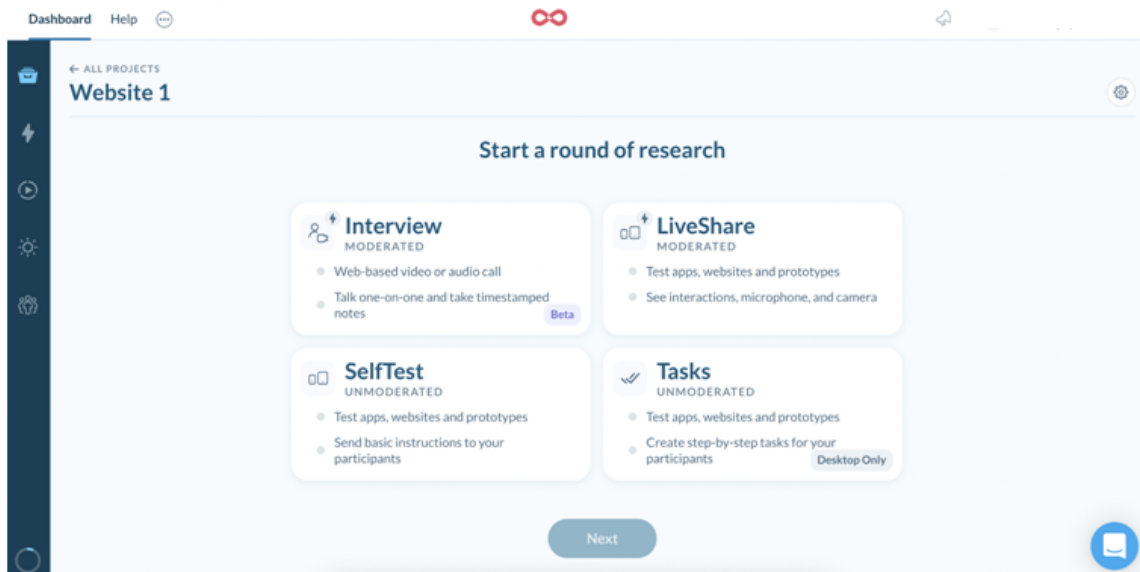 Dashboard Help
← ALL PROJECTS
Website 1
Start a round of research
Interview
MODERATED
Web-based video or audio call
Talk one-on-one and take timestamped
notes
Beta
LiveShare
MODERATED
Test apps, websites and prototypes
See interactions, microphone, and camera
SelfTest
UNMODERATED
Test apps, websites and prototypes
Send basic instructions to your
participants
Tasks
UNMODERATED
Test apps, websites and prototypes
Create step-by-step tasks for your
participants
Desktop Only
Next